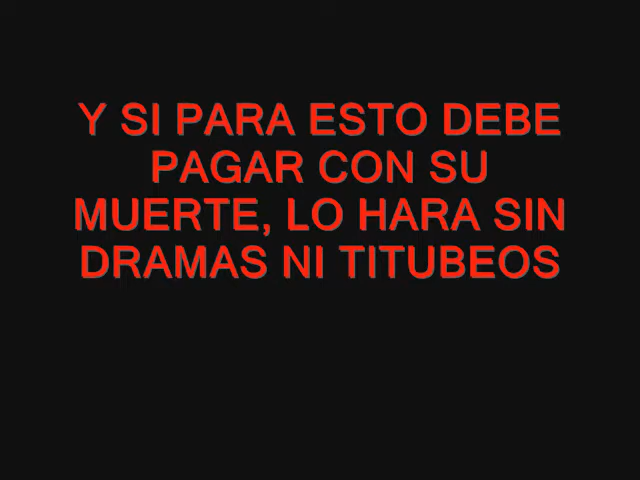 Y SI PARA ESTO DEBE
PAGAR CON SU
MUERTE, LO HARA SIN
DRAMAS NI TITUBEOS